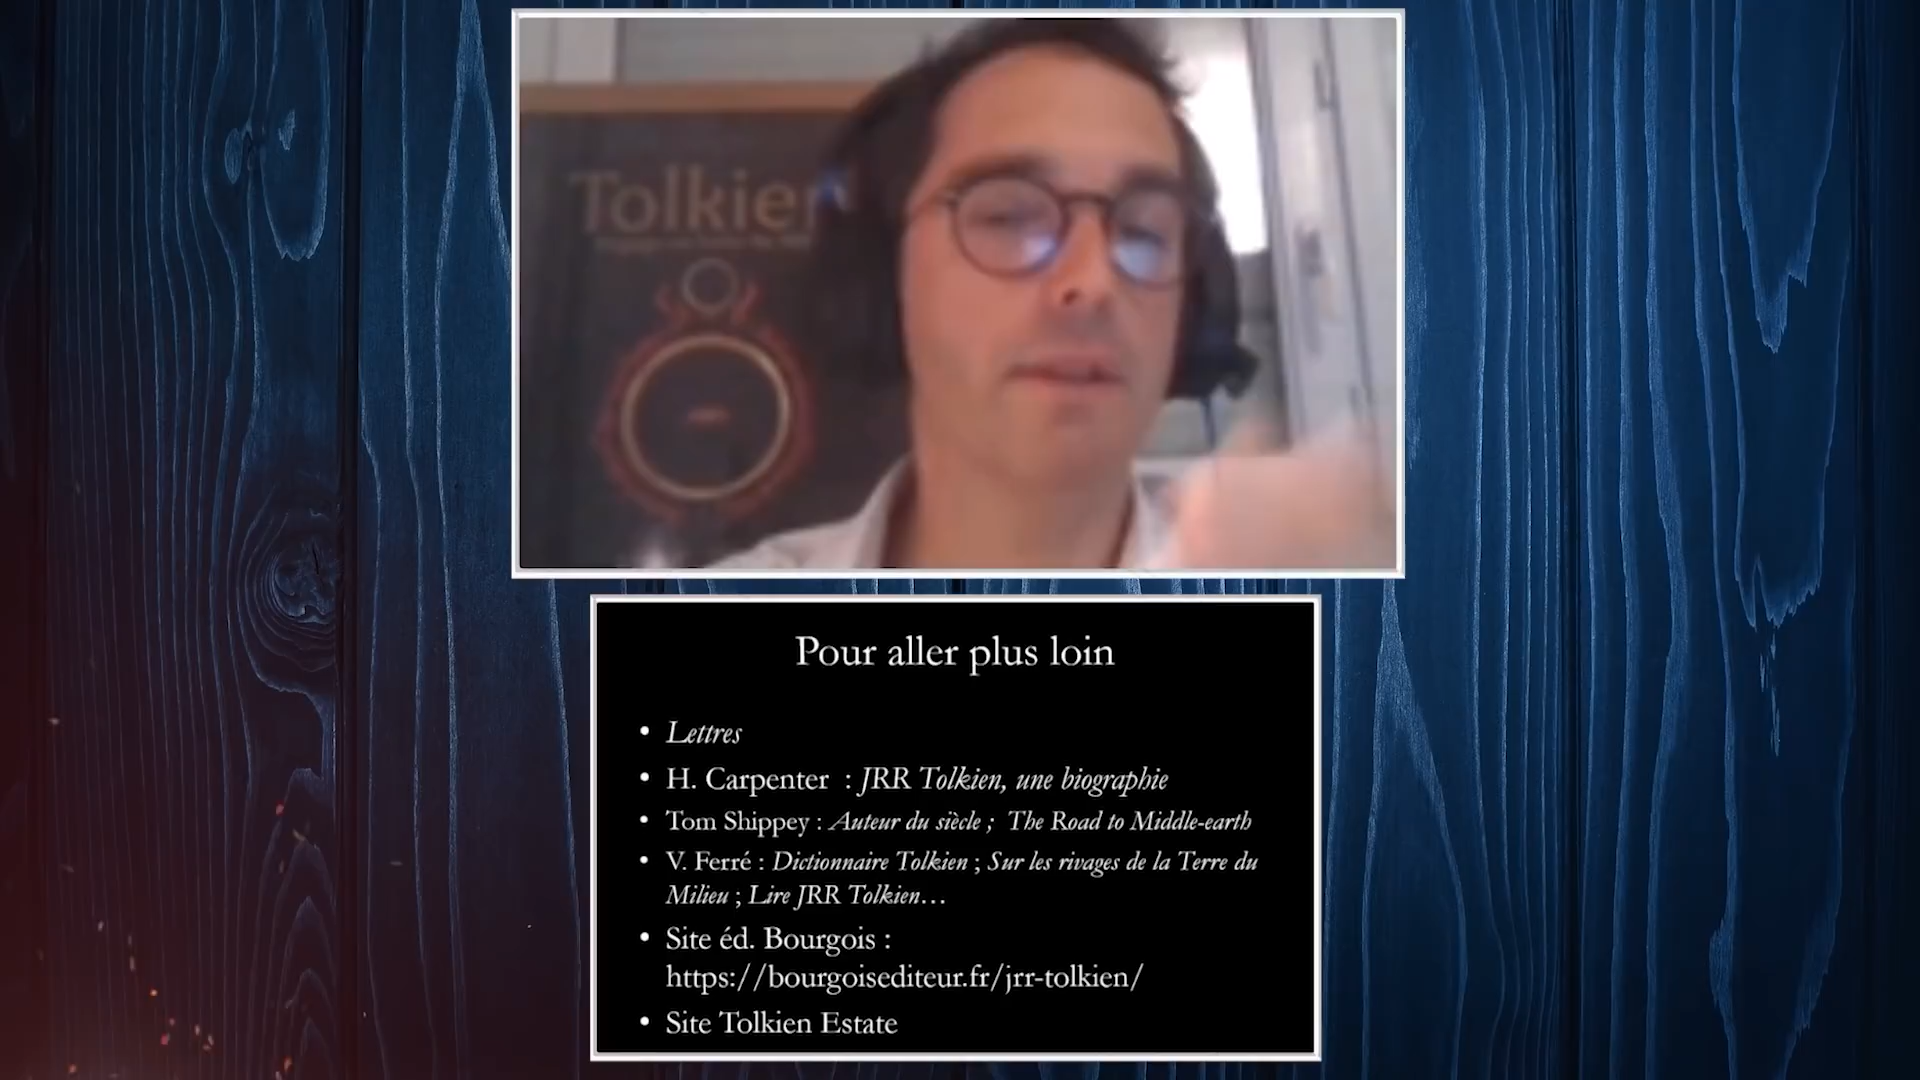 Tolkien
Pour aller plus loin
• Lettres
• H. Carpenter : JRR Tolkien, une biographie
• Tom Shippey : Auteur du siècle ; The Road to Middle-earth
• V. Ferré : Dictionnaire Tolkien ; Sur les rivages de la Terre du
Milieu ; Lire JRR Tolkien…
• Site éd. Bourgois :
https://bourgoisediteur.fr/jrr-tolkien/
• Site Tolkien Estate